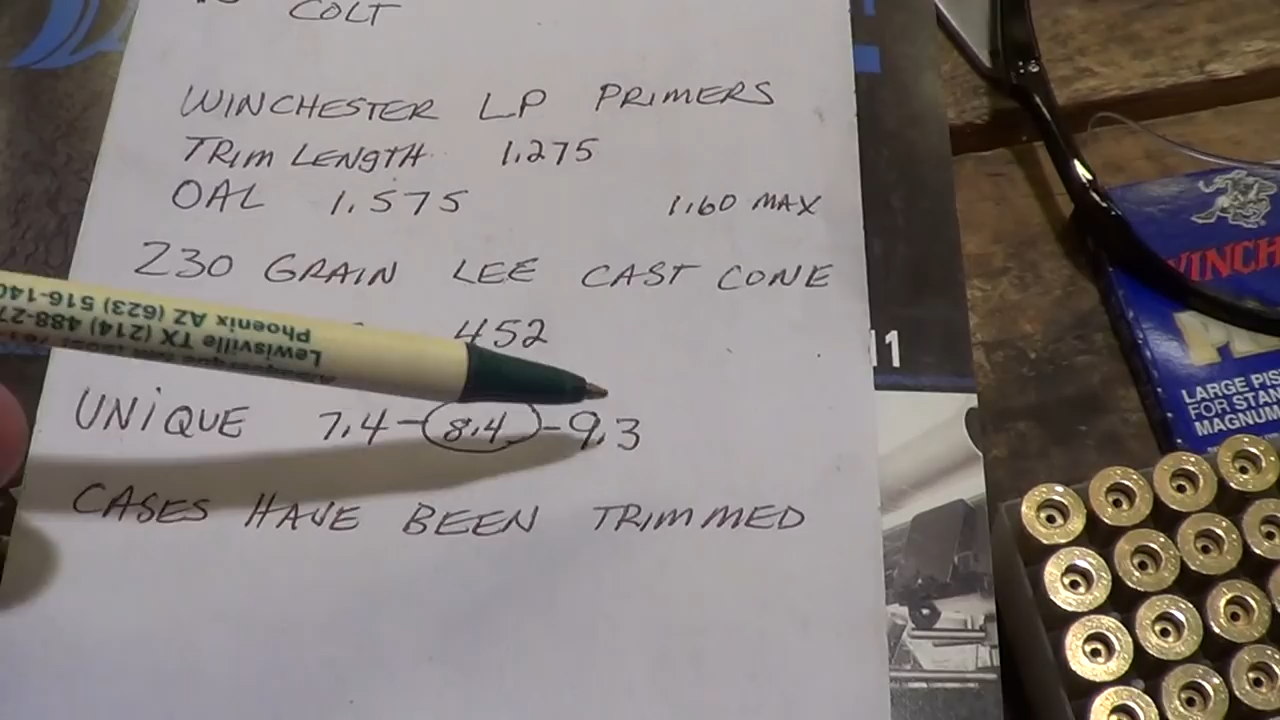 COLT
WINCHESTER LP PRIMERS
TRIM LENGTH 1.275
OAL 1.575 1.60 MAX
230 GRAIN LEE CAST CONE
452
UNIQUE 7.4-8.4-9.3
CASES HAVE BEEN TRIMMED
Lewisville TX (214) 488-27
Phoenix AZ (623) 516-140
11
WINCH
LARGE PIS
FOR STAN
MAGNUM